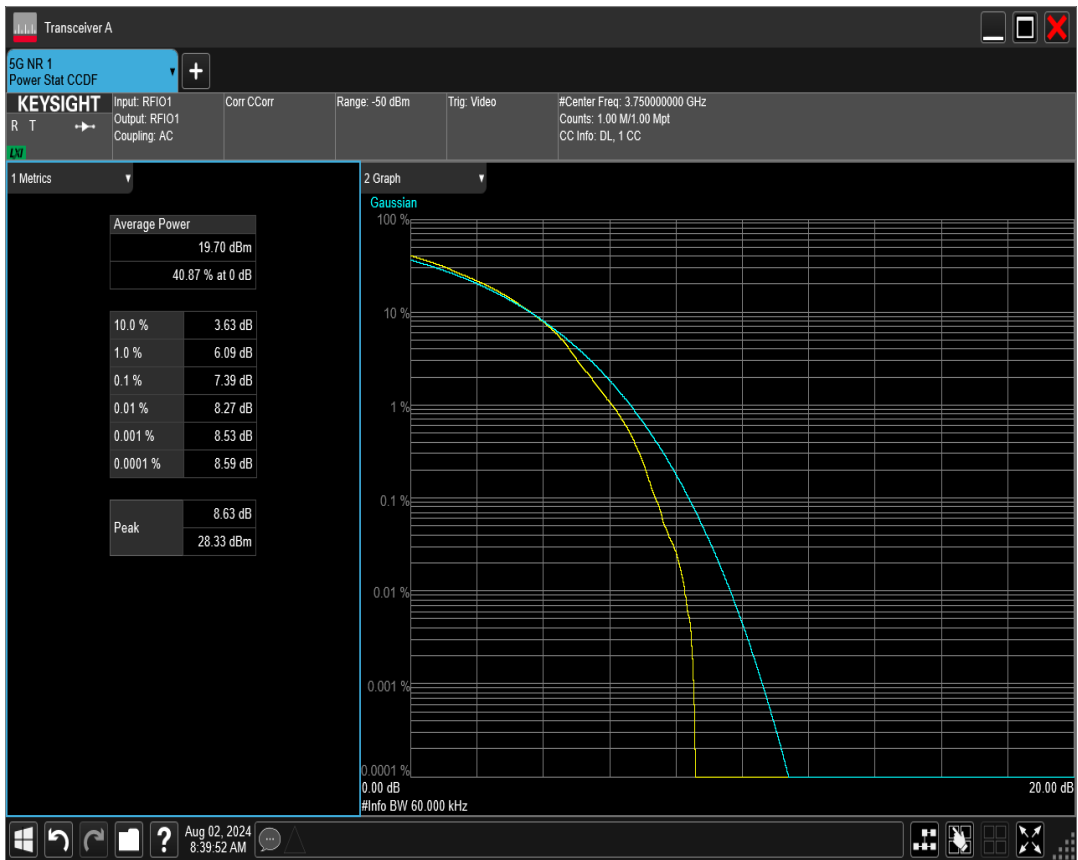 Transceiver A
5G NR 1
Power Stat CCDF
+
KEYSIGHT
R T
LXI
Input: RFIO1
Output: RFIO1
Coupling: AC
Corr CCorr
Range: -50 dBm
Trig: Video
#Center Freq: 3.750000000 GHz
Counts: 1.00 M/1.00 Mpt
CC Info: DL, 1 CC
1 Metrics
Average Power
19.70 dBm
40.87 % at 0 dB
10.0 % 3.63 dB
1.0 % 6.09 dB
0.1 % 7.39 dB
0.01 % 8.27 dB
0.001 % 8.53 dB
0.0001 % 8.59 dB
Peak
8.63 dB
28.33 dBm
2 Graph
Gaussian
100 %
10 %
1 %
0.1 %
0.01 %
0.001 %
0.0001 %
0.00 dB 20.00 dB
#Info BW 60.000 kHz
?
Aug 02, 2024
8:39:52 AM